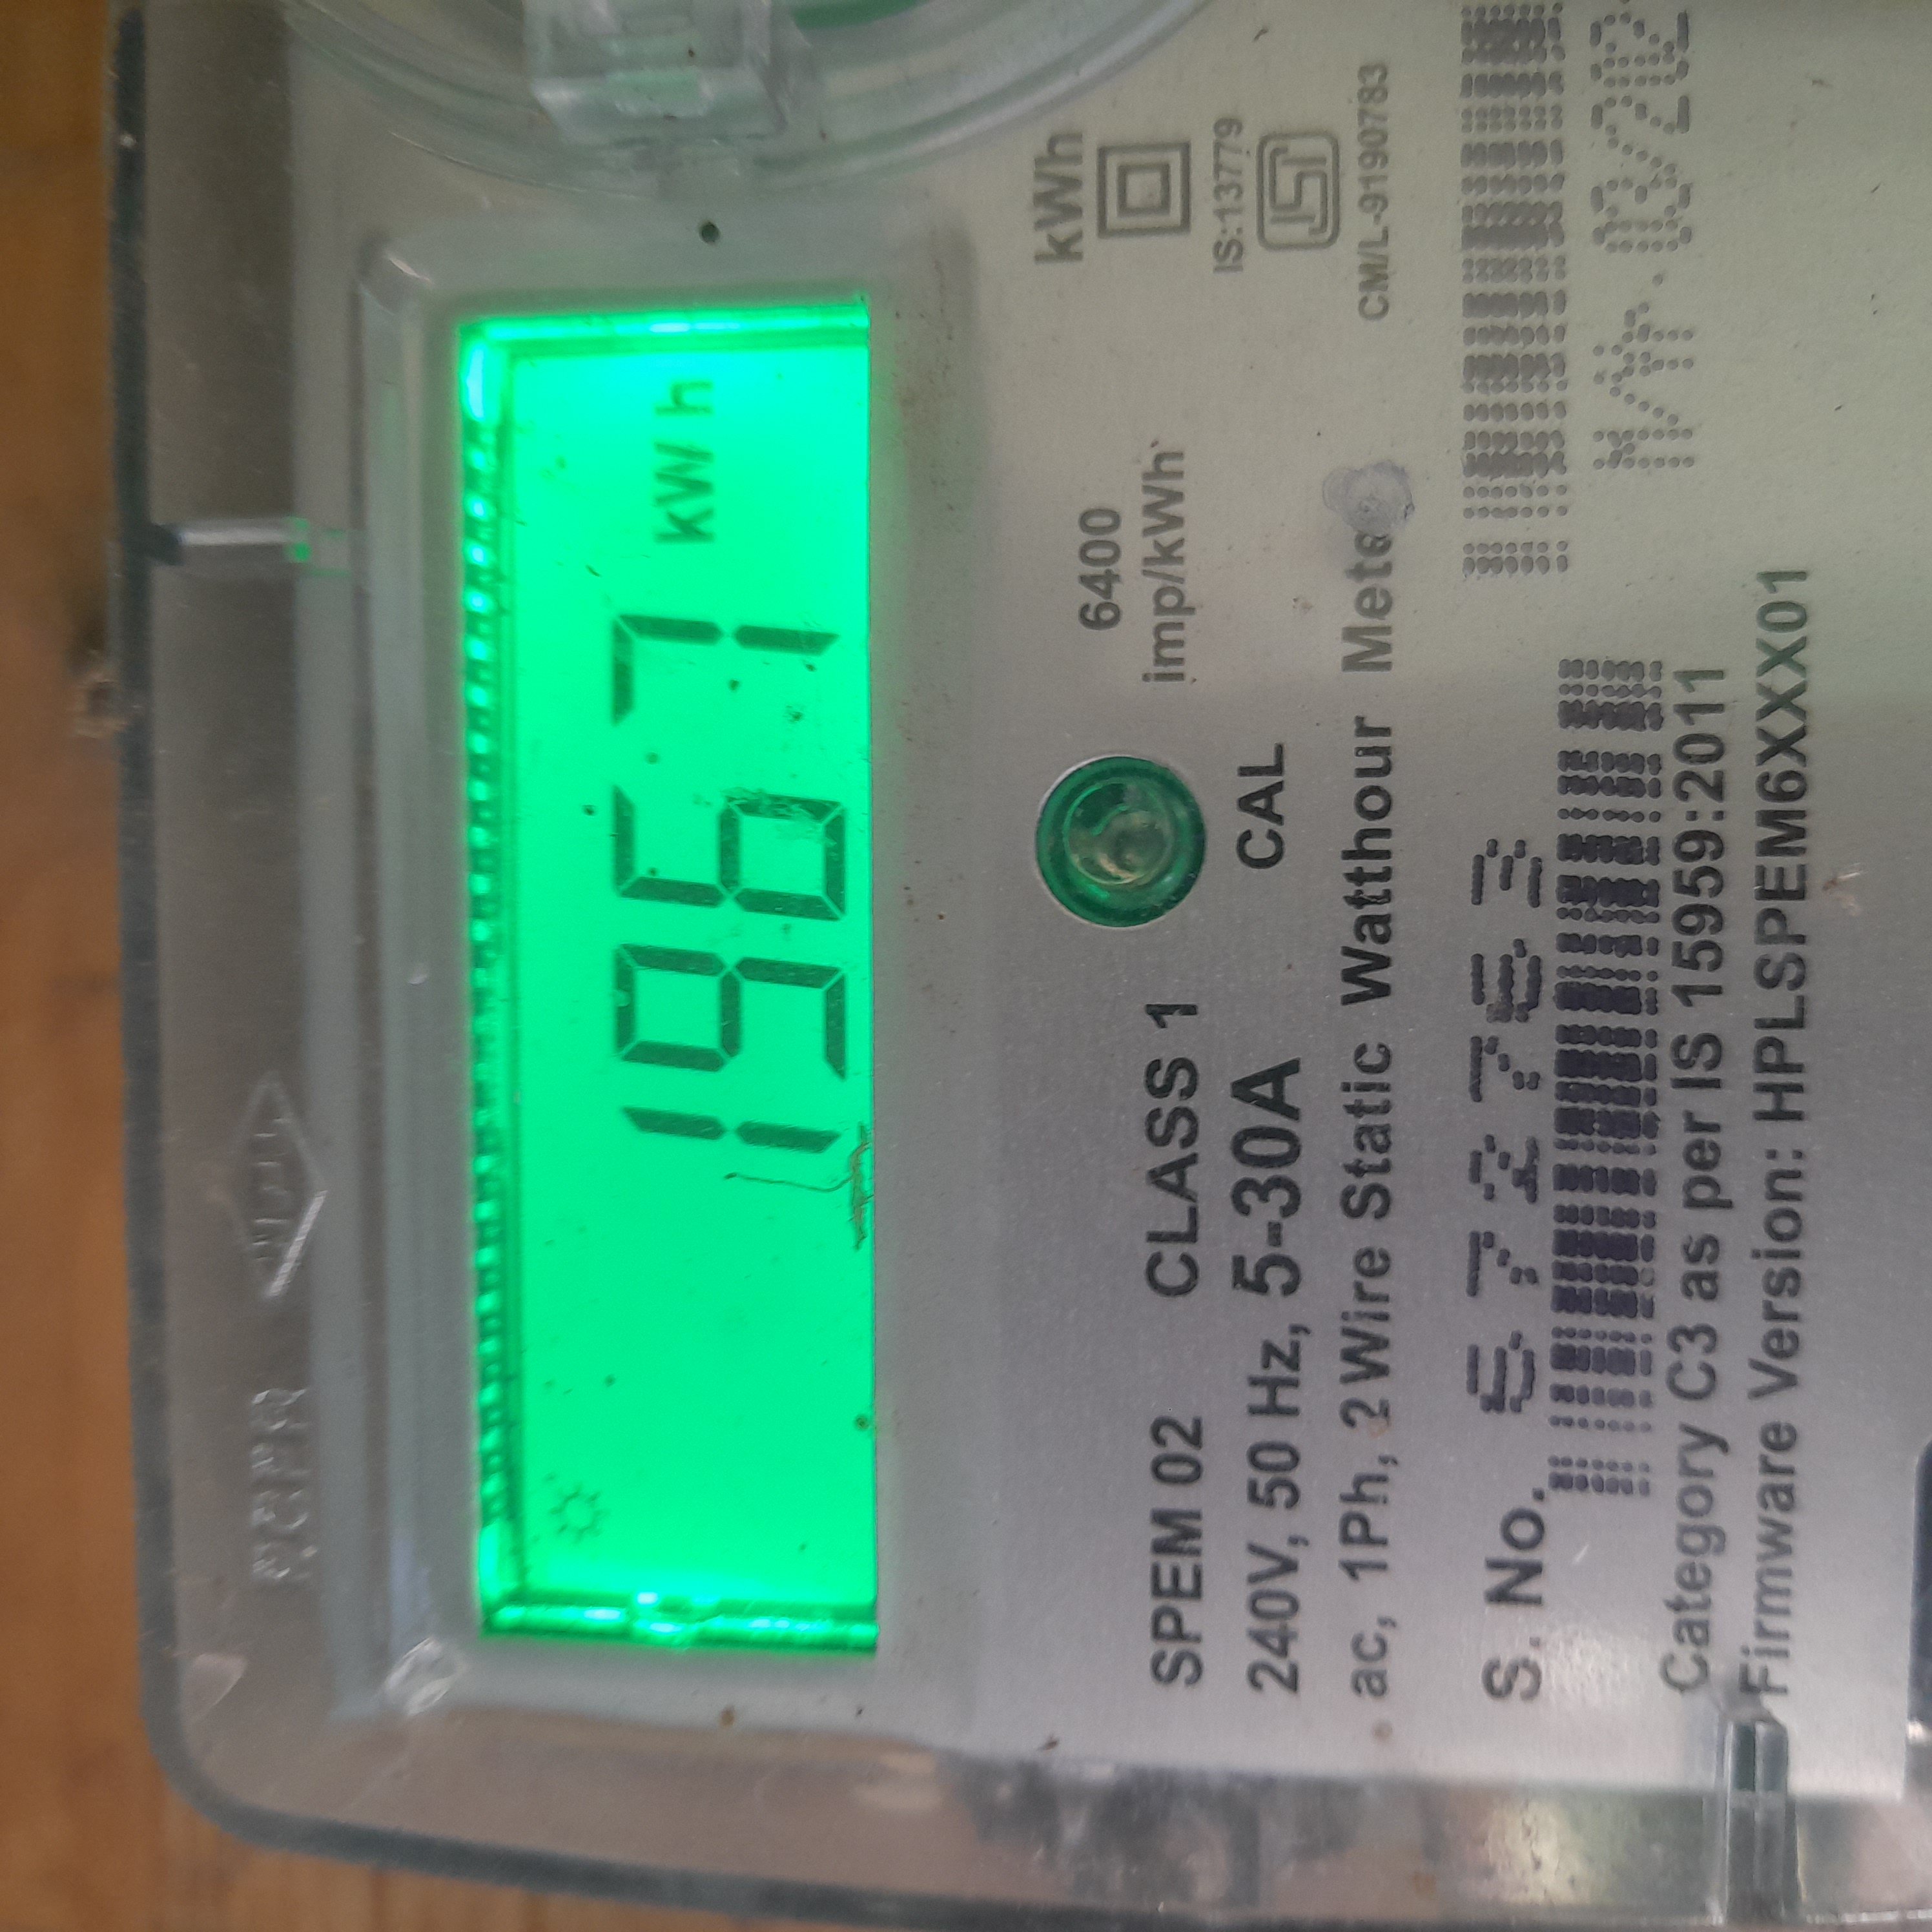 HPL
1967 kWh
kWh
6400
imp/kWh
IS:13779
CM/L-9190783
SPEM 02 CLASS 1
240V, 50 Hz, 5-30A CAL
ac, 1Ph, 2 Wire Static Watthour
S. No.
Category C3 as per IS 15959:2011
Firmware Version: HPLSPEM6XXX01